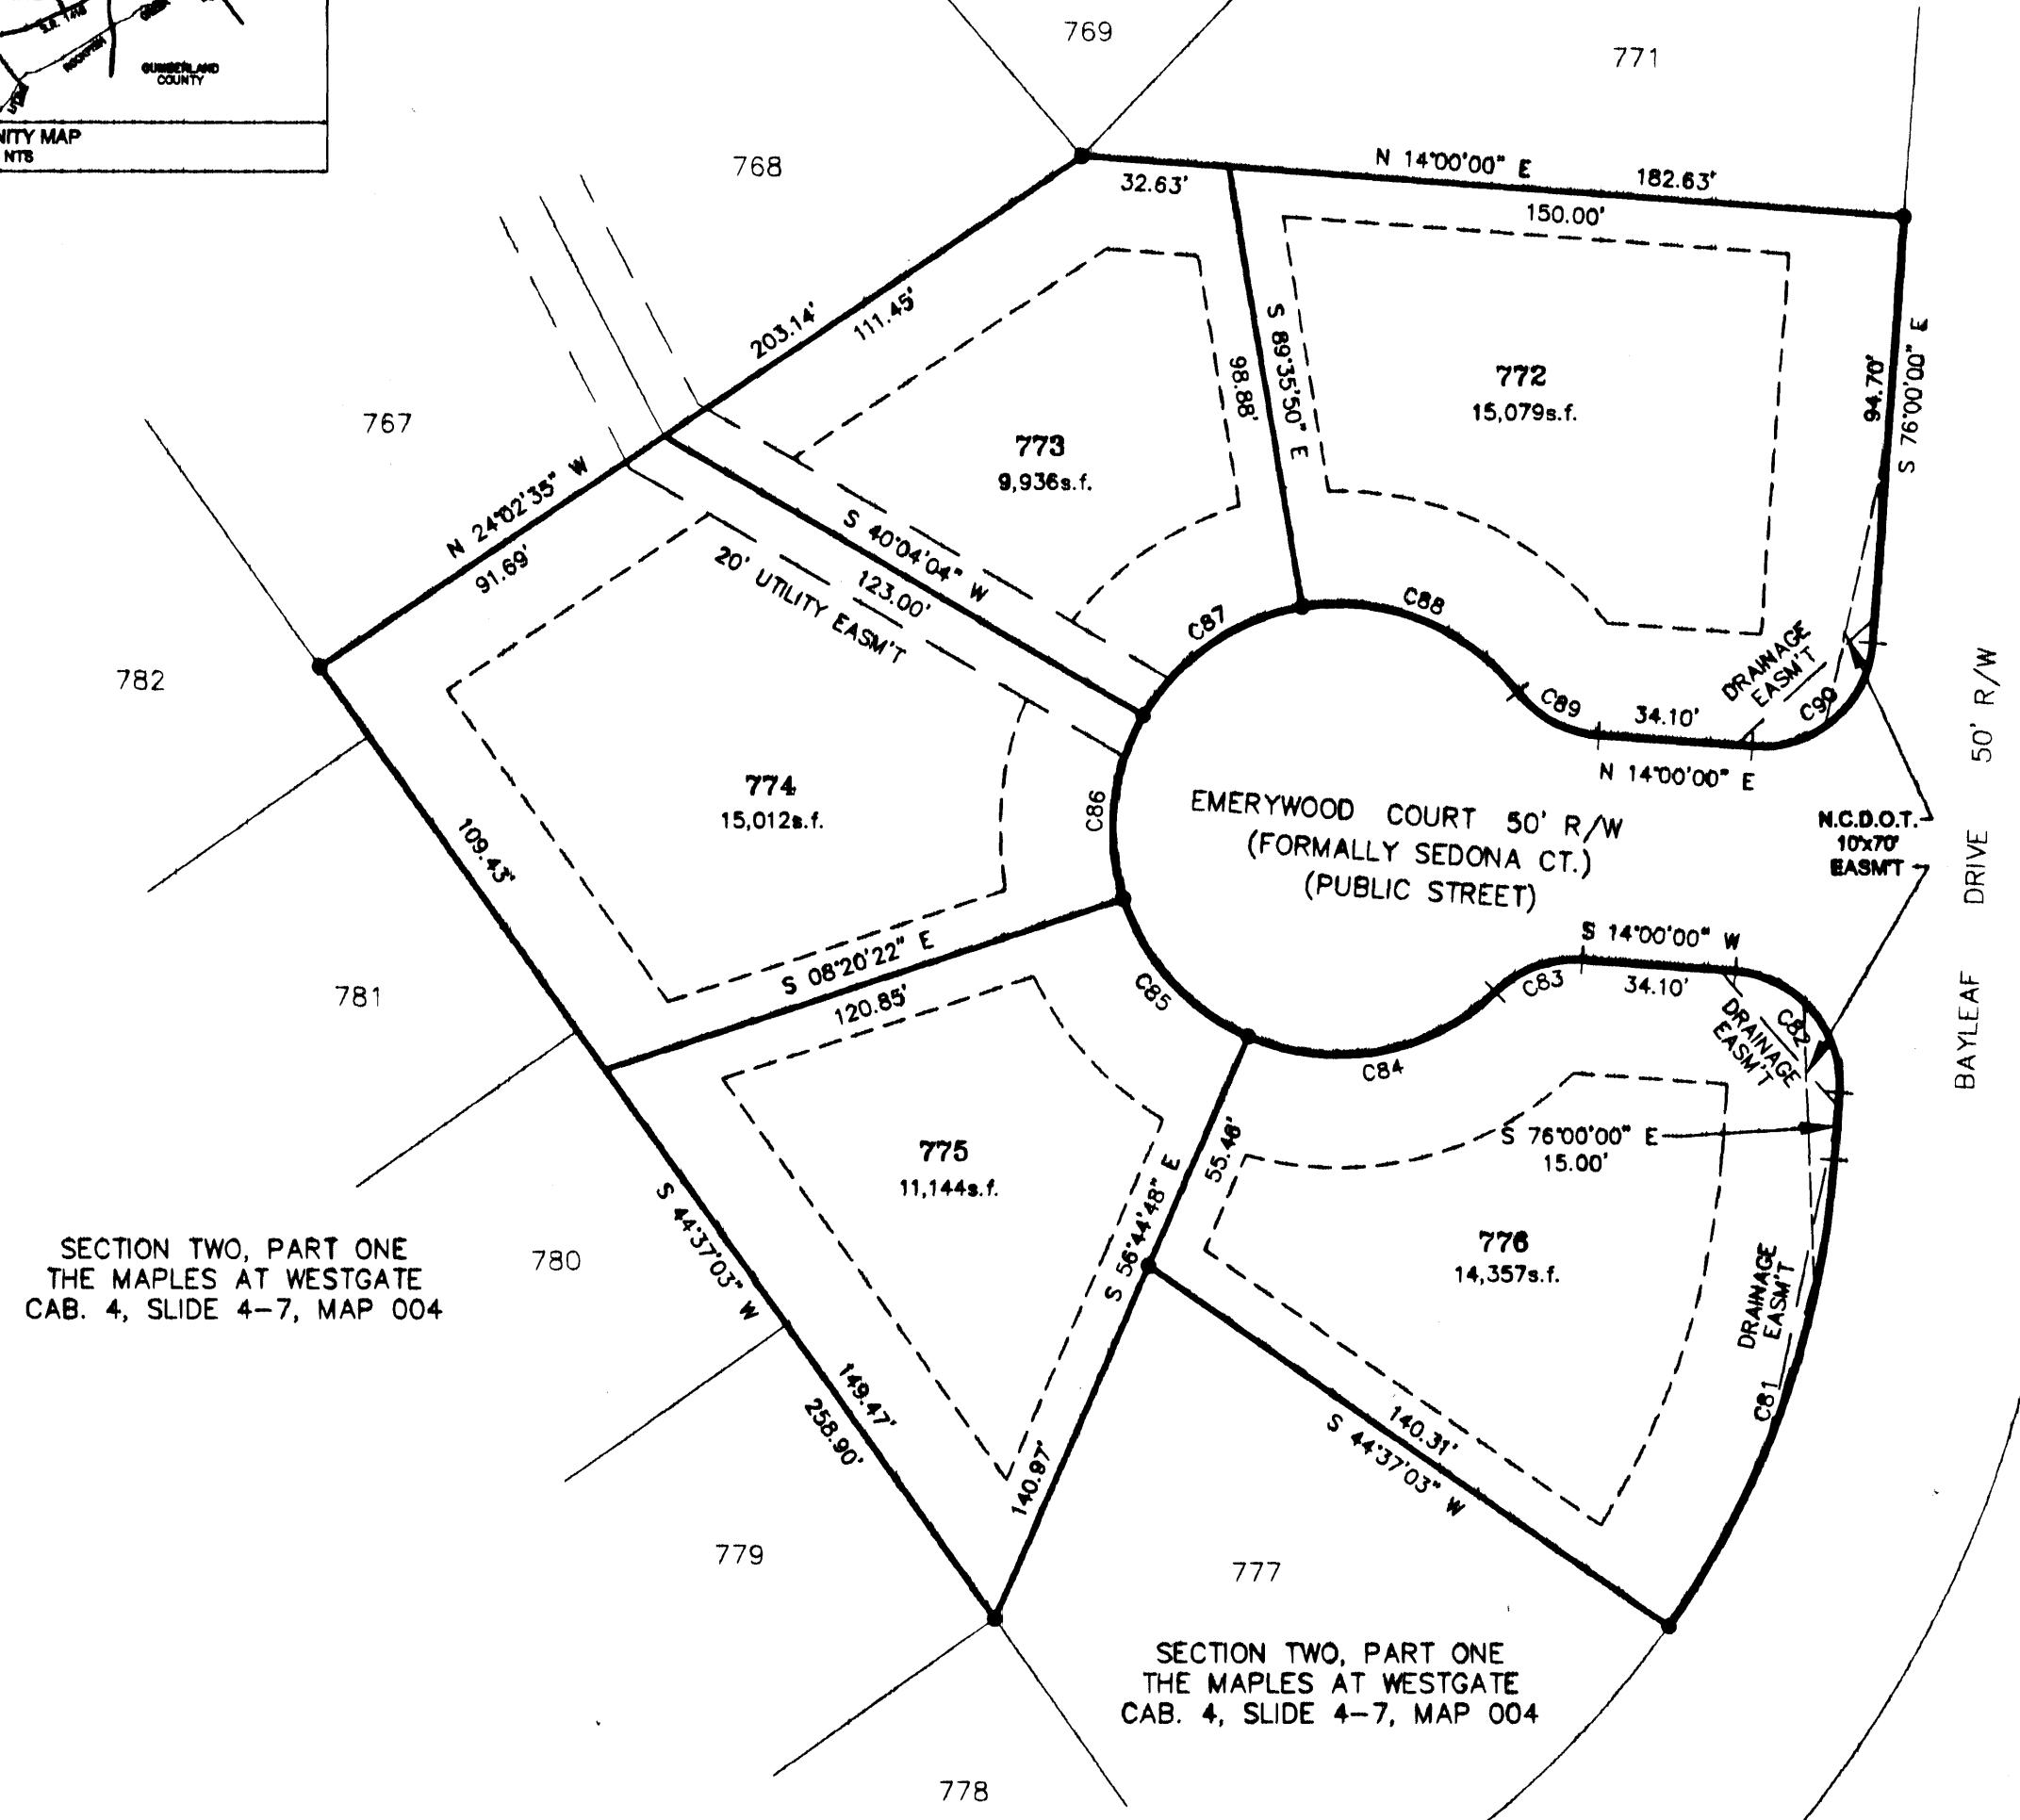 S.R. 1418
ROCKFISH
CREEK
CUMBERLAND
COUNTY
NITY MAP
NTS
769
771
768
N 14°00'00" E
182.63'
32.63'
150.00'
203.14'
111.45'
S 89°35'50" E
98.88'
772
15,079s.f.
94.70'
S 76°00'00" E
767
773
9,936s.f.
N 24°02'35" W
91.69'
S 40°04'04" W
123.00'
20' UTILITY EASM'T
C87
C88
C89
34.10'
N 14°00'00" E
DRAINAGE
EASM'T
C90
782
774
15,012s.f.
C86
EMERYWOOD COURT 50' R/W
(FORMALLY SEDONA CT.)
(PUBLIC STREET)
N.C.D.O.T.
10'x70'
EASM'T
BAYLEAF DRIVE 50' R/W
109.43'
S 08°20'22" E
120.85'
C85
C84
C83
S 14°00'00" W
34.10'
C82
DRAINAGE
EASM'T
781
775
11,144s.f.
55.46'
S 56°44'48" E
140.97'
S 76°00'00" E
15.00'
776
14,357s.f.
DRAINAGE
EASM'T
C81
SECTION TWO, PART ONE
THE MAPLES AT WESTGATE
CAB. 4, SLIDE 4-7, MAP 004
780
S 44°37'03" W
149.47'
258.90'
140.31'
S 44°37'03" W
779
777
SECTION TWO, PART ONE
THE MAPLES AT WESTGATE
CAB. 4, SLIDE 4-7, MAP 004
778